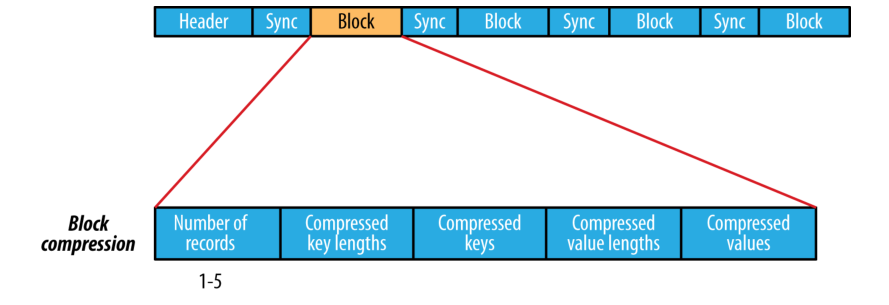 Header Sync Block Sync Block Sync Block Sync Block
Block compression
Number of records
Compressed key lengths
Compressed keys
Compressed value lengths
Compressed values
1-5